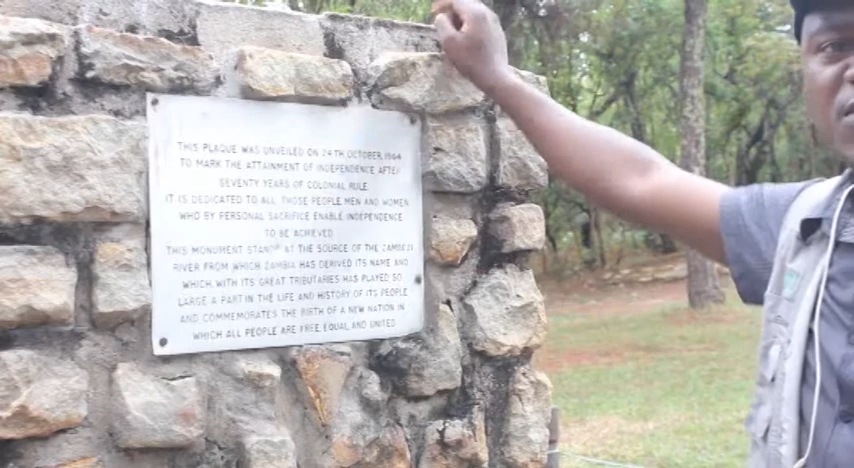 THIS PLAQUE WAS UNVEILED ON 24TH OCTOBER, 1964
TO MARK THE ATTAINMENT OF INDEPENDENCE AFTER
SEVENTY YEARS OF COLONIAL RULE.
IT IS DEDICATED TO ALL THOSE PEOPLE MEN AND WOMEN
WHO BY PERSONAL SACRIFICE ENABLE INDEPENDENCE
TO BE ACHIEVED
THIS MONUMENT STANDS AT THE SOURCE OF THE ZAMBEZI
RIVER FROM WHICH ZAMBIA HAS DERIVED ITS NAME AND
WHICH WITH ITS GREAT TRIBUTARIES HAS PLAYED SO
LARGE A PART IN THE LIFE AND HISTORY OF ITS PEOPLE
AND COMMEMORATES THE BIRTH OF A NEW NATION IN
WHICH ALL PEOPLE ARE FREE, EQUAL AND UNITED